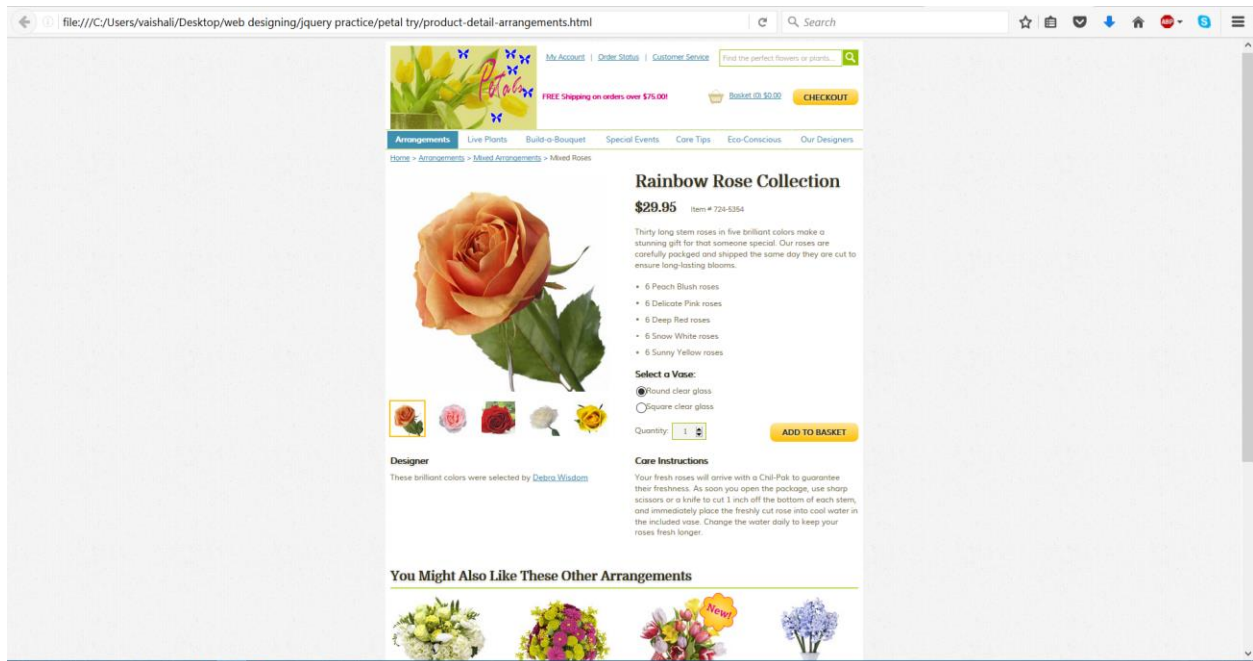 file:///C:/Users/vaishali/Desktop/web designing/jquery practice/petal try/product-detail-arrangements.html
Search
ABP
S
Petals
My Account | Order Status | Customer Service
Find the perfect flowers or plants...
FREE Shipping on orders over $75.00!
Basket (0) $0.00
CHECKOUT
Arrangements Live Plants Build-a-Bouquet Special Events Care Tips Eco-Conscious Our Designers
Home > Arrangements > Mixed Arrangements > Mixed Roses
Rainbow Rose Collection
$29.95 Item # 724-5354
Thirty long stem roses in five brilliant colors make a
stunning gift for that someone special. Our roses are
carefully packged and shipped the same day they are cut to
ensure long-lasting blooms.
• 6 Peach Blush roses
• 6 Delicate Pink roses
• 6 Deep Red roses
• 6 Snow White roses
• 6 Sunny Yellow roses
Select a Vase:
Round clear glass
Square clear glass
Quantity: 1
ADD TO BASKET
Designer
These brilliant colors were selected by Debra Wisdom
Care Instructions
Your fresh roses will arrive with a Chil-Pak to guarantee
their freshness. As soon you open the package, use sharp
scissors or a knife to cut 1 inch off the bottom of each stem,
and immediately place the freshly cut rose into cool water in
the included vase. Change the water daily to keep your
roses fresh longer.
You Might Also Like These Other Arrangements
New!